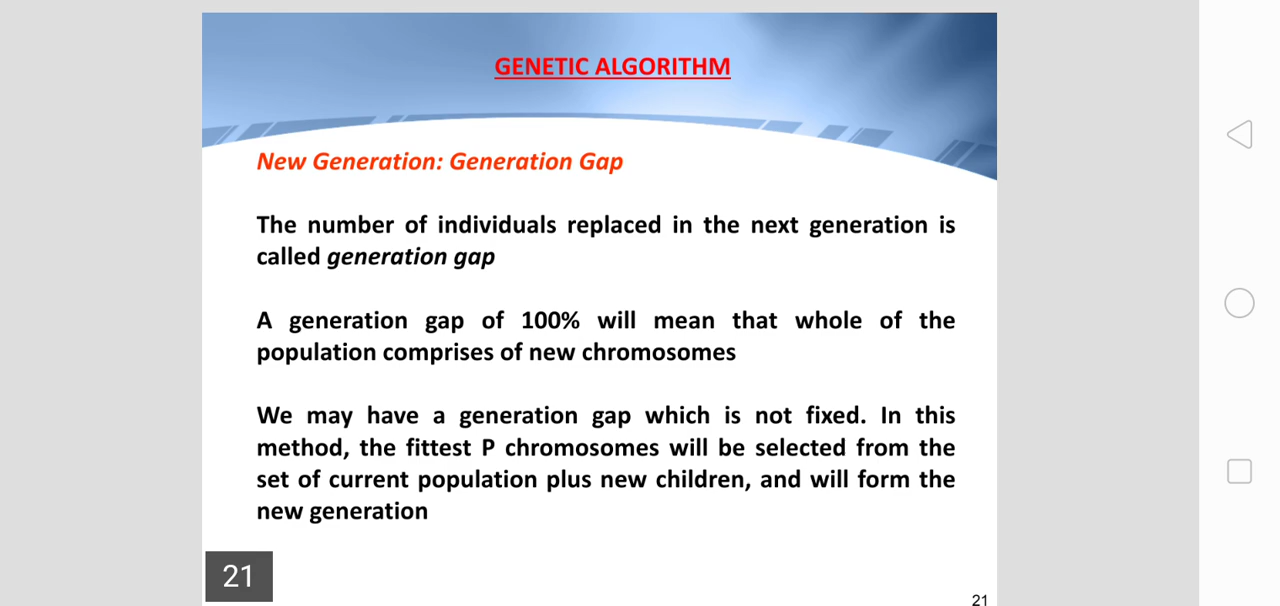 GENETIC ALGORITHM
New Generation: Generation Gap
The number of individuals replaced in the next generation is
called generation gap
A generation gap of 100% will mean that whole of the
population comprises of new chromosomes
We may have a generation gap which is not fixed. In this
method, the fittest P chromosomes will be selected from the
set of current population plus new children, and will form the
new generation
21
21